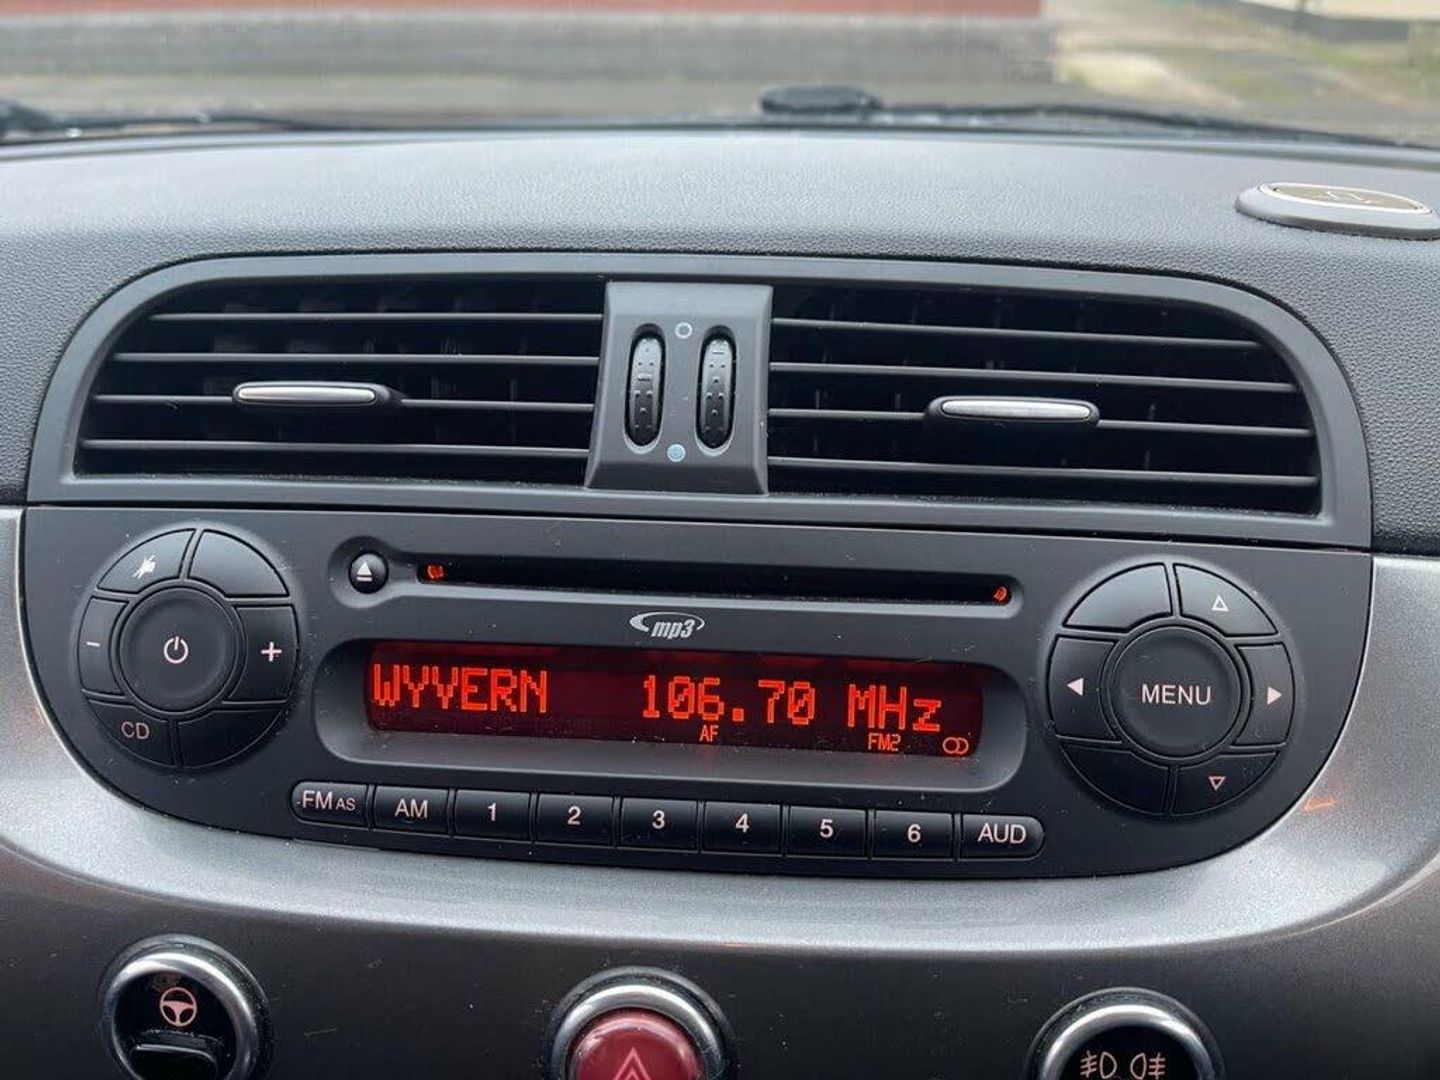 mp3
WYVERN 106.70 MHz
AF FM2
CD
MENU
FM AS AM 1 2 3 4 5 6 AUD